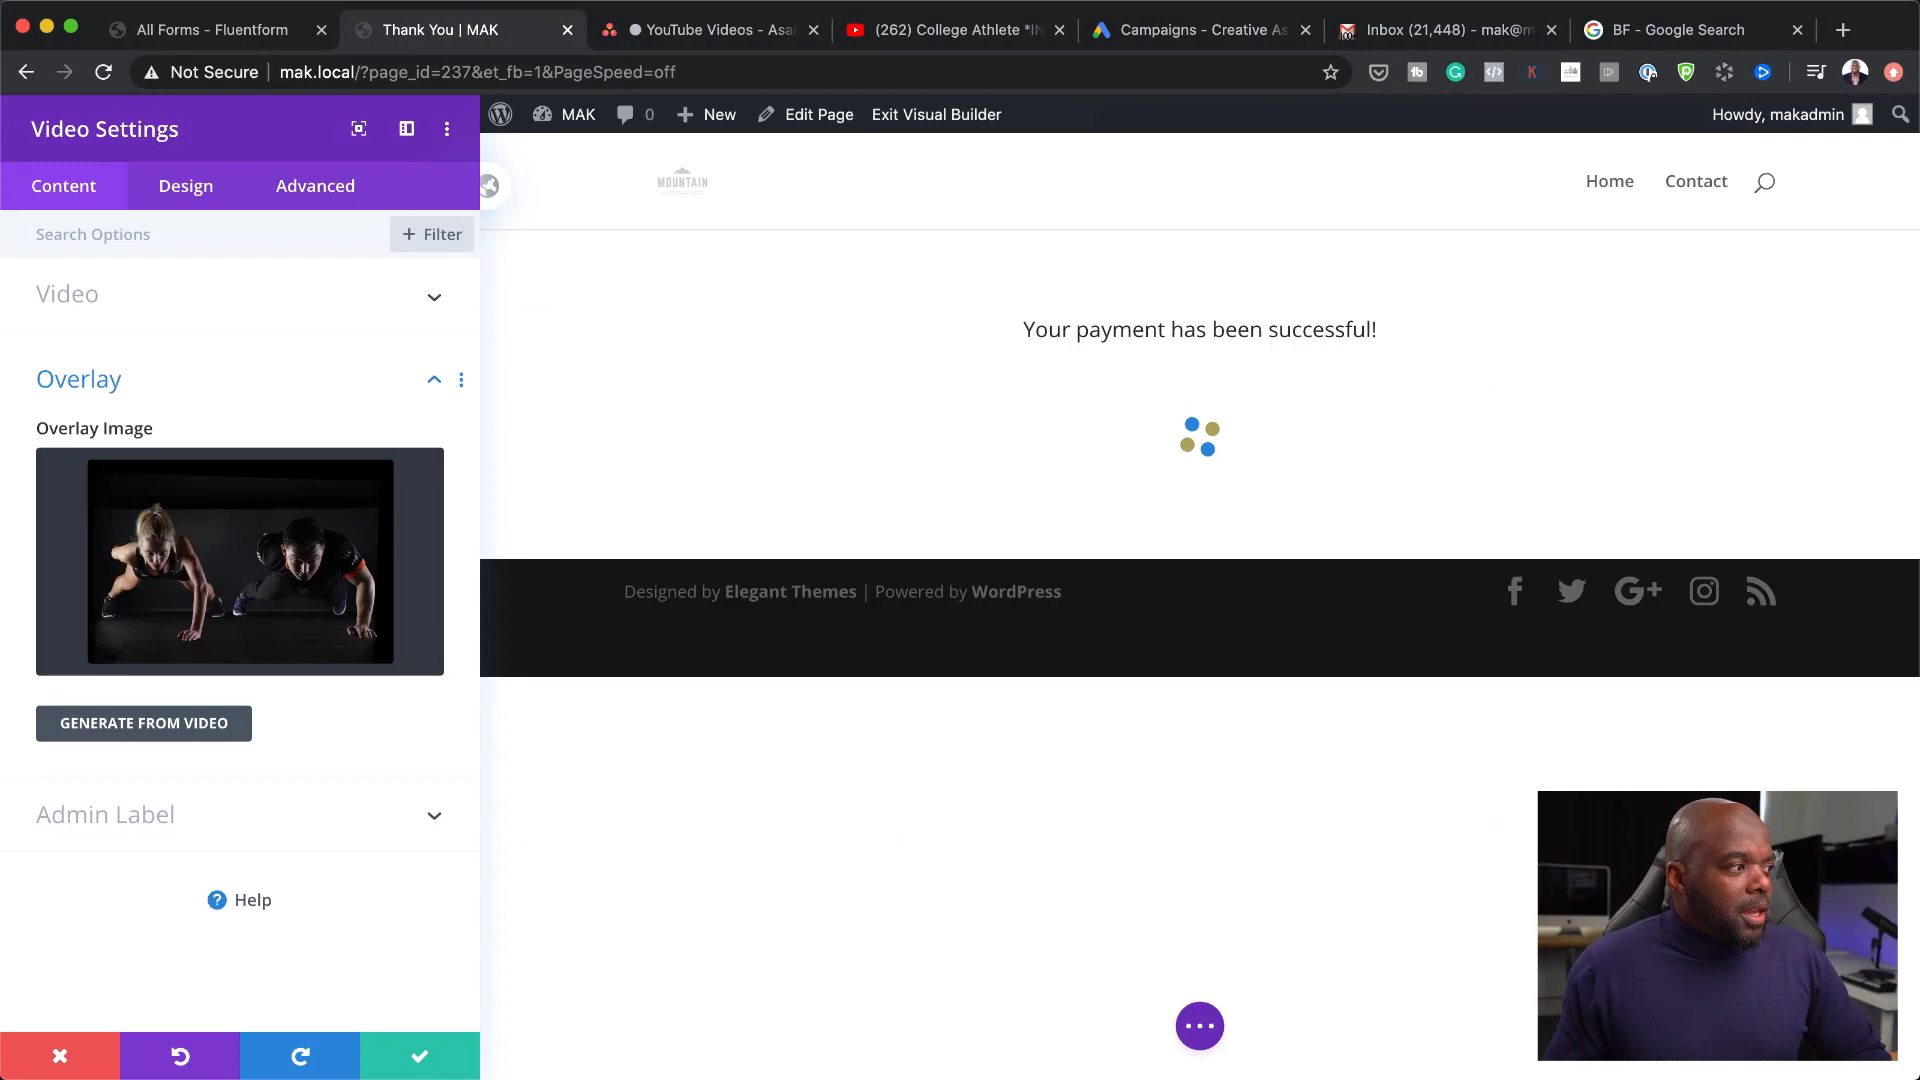 All Forms - Fluentform
Thank You | MAK
YouTube Videos - Asa
(262) College Athlete *IN
Campaigns - Creative As
Inbox (21,448) - mak@m
BF - Google Search
Not Secure
mak.local/?page_id=237&et_fb=1&PageSpeed=off
Video Settings
MAK
0
New
Edit Page
Exit Visual Builder
Howdy, makadmin
Content
Design
Advanced
MOUNTAIN
Home
Contact
Search Options
+ Filter
Video
Your payment has been successful!
Overlay
Overlay Image
Designed by Elegant Themes | Powered by WordPress
GENERATE FROM VIDEO
Admin Label
Help